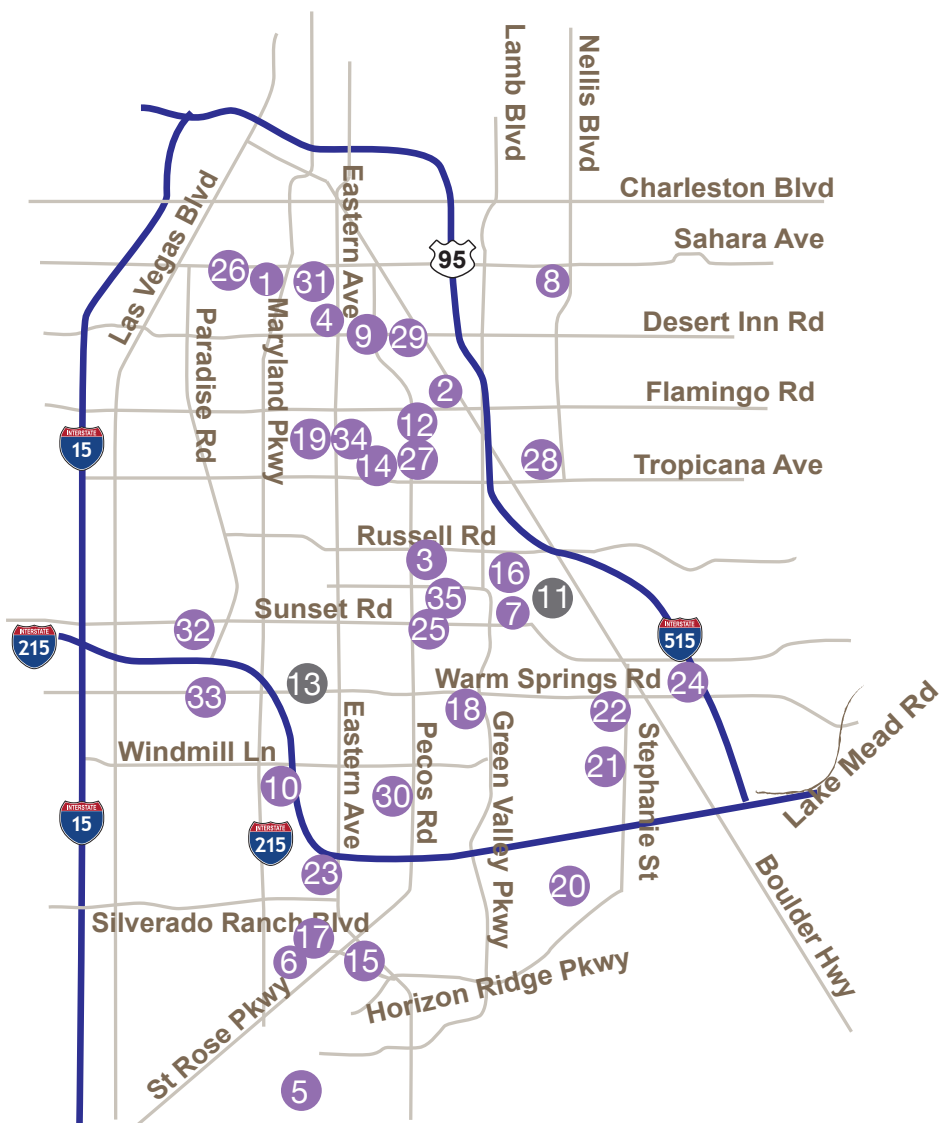 Lamb Blvd
Nellis Blvd
Charleston Blvd
Las Vegas Blvd
Eastern Ave
Sahara Ave
95
26
1
31
8
4
9
29
Desert Inn Rd
Paradise Rd
Maryland Pkwy
2
Flamingo Rd
12
19
34
14
27
28
INTERSTATE
15
Tropicana Ave
Russell Rd
3
16
11
35
7
Sunset Rd
25
32
INTERSTATE
215
INTERSTATE
515
13
Warm Springs Rd
24
33
18
22
Windmill Ln
Eastern Ave
Pecos Rd
Green Valley Pkwy
Stephanie St
Lake Mead Rd
21
10
30
INTERSTATE
15
INTERSTATE
215
23
20
Boulder Hwy
Silverado Ranch Blvd
17
6
15
Horizon Ridge Pkwy
St Rose Pkwy
5